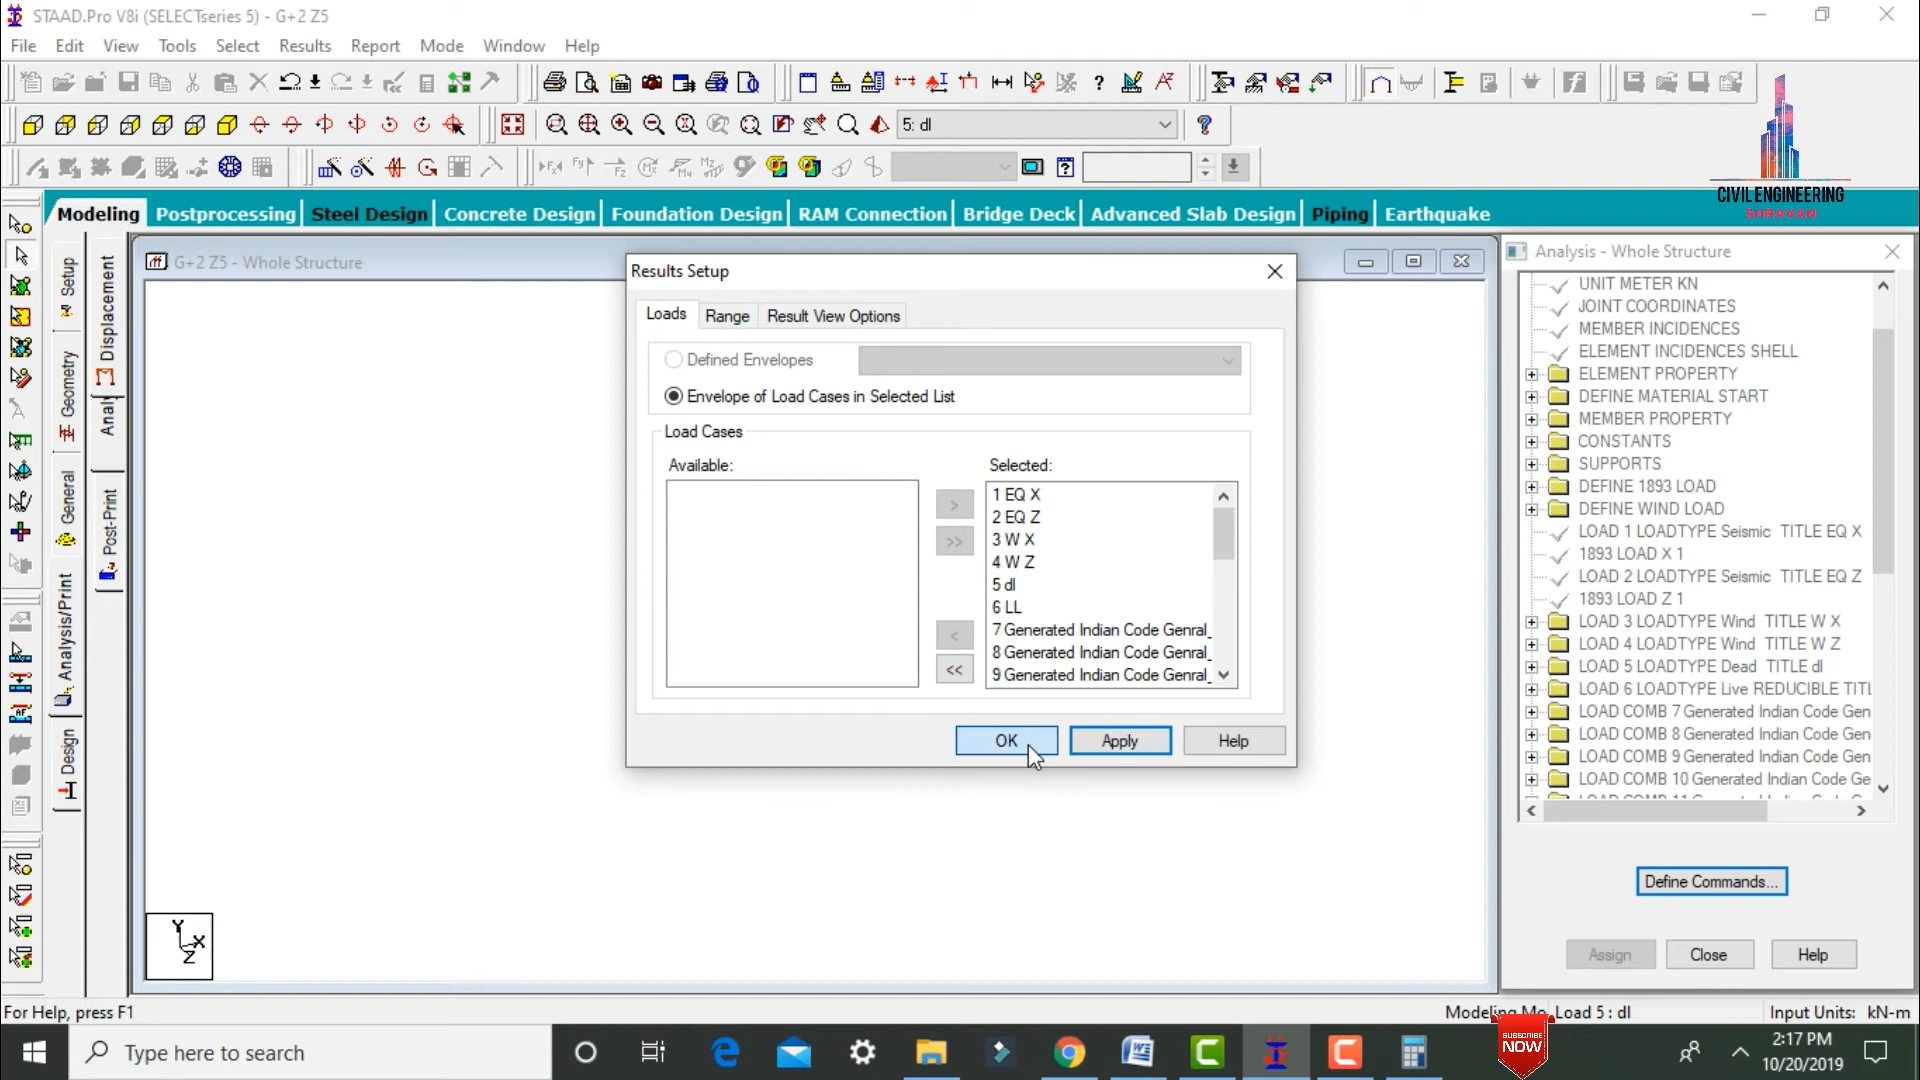 STAAD.Pro V8i (SELECTseries 5) - G+2 Z5
File Edit View Tools Select Results Report Mode Window Help
5: dl
CIVILENGINEERING
SHRAVAN
Modeling Postprocessing Steel Design Concrete Design Foundation Design RAM Connection Bridge Deck Advanced Slab Design Piping Earthquake
Setup
Geometry
General
Analysis/Print
Design
Displacement
Post-Print
G+2 Z5 - Whole Structure
Results Setup
Loads Range Result View Options
Defined Envelopes
Envelope of Load Cases in Selected List
Load Cases
Available:
Selected:
1 EQ X
2 EQ Z
3 W X
4 W Z
5 dl
6 LL
7 Generated Indian Code Genral_
8 Generated Indian Code Genral_
9 Generated Indian Code Genral_
>
>>
<
<<
OK Apply Help
Analysis - Whole Structure
UNIT METER KN
JOINT COORDINATES
MEMBER INCIDENCES
ELEMENT INCIDENCES SHELL
ELEMENT PROPERTY
DEFINE MATERIAL START
MEMBER PROPERTY
CONSTANTS
SUPPORTS
DEFINE 1893 LOAD
DEFINE WIND LOAD
LOAD 1 LOADTYPE Seismic TITLE EQ X
1893 LOAD X 1
LOAD 2 LOADTYPE Seismic TITLE EQ Z
1893 LOAD Z 1
LOAD 3 LOADTYPE Wind TITLE W X
LOAD 4 LOADTYPE Wind TITLE W Z
LOAD 5 LOADTYPE Dead TITLE dl
LOAD 6 LOADTYPE Live REDUCIBLE TITL
LOAD COMB 7 Generated Indian Code Gen
LOAD COMB 8 Generated Indian Code Gen
LOAD COMB 9 Generated Indian Code Gen
LOAD COMB 10 Generated Indian Code Ge
Define Commands...
Assign Close Help
Y
X
Z
For Help, press F1
Modeling Mo Load 5 : dl Input Units: kN-m
Type here to search
SUBSCRIBE
NOW
2:17 PM
10/20/2019